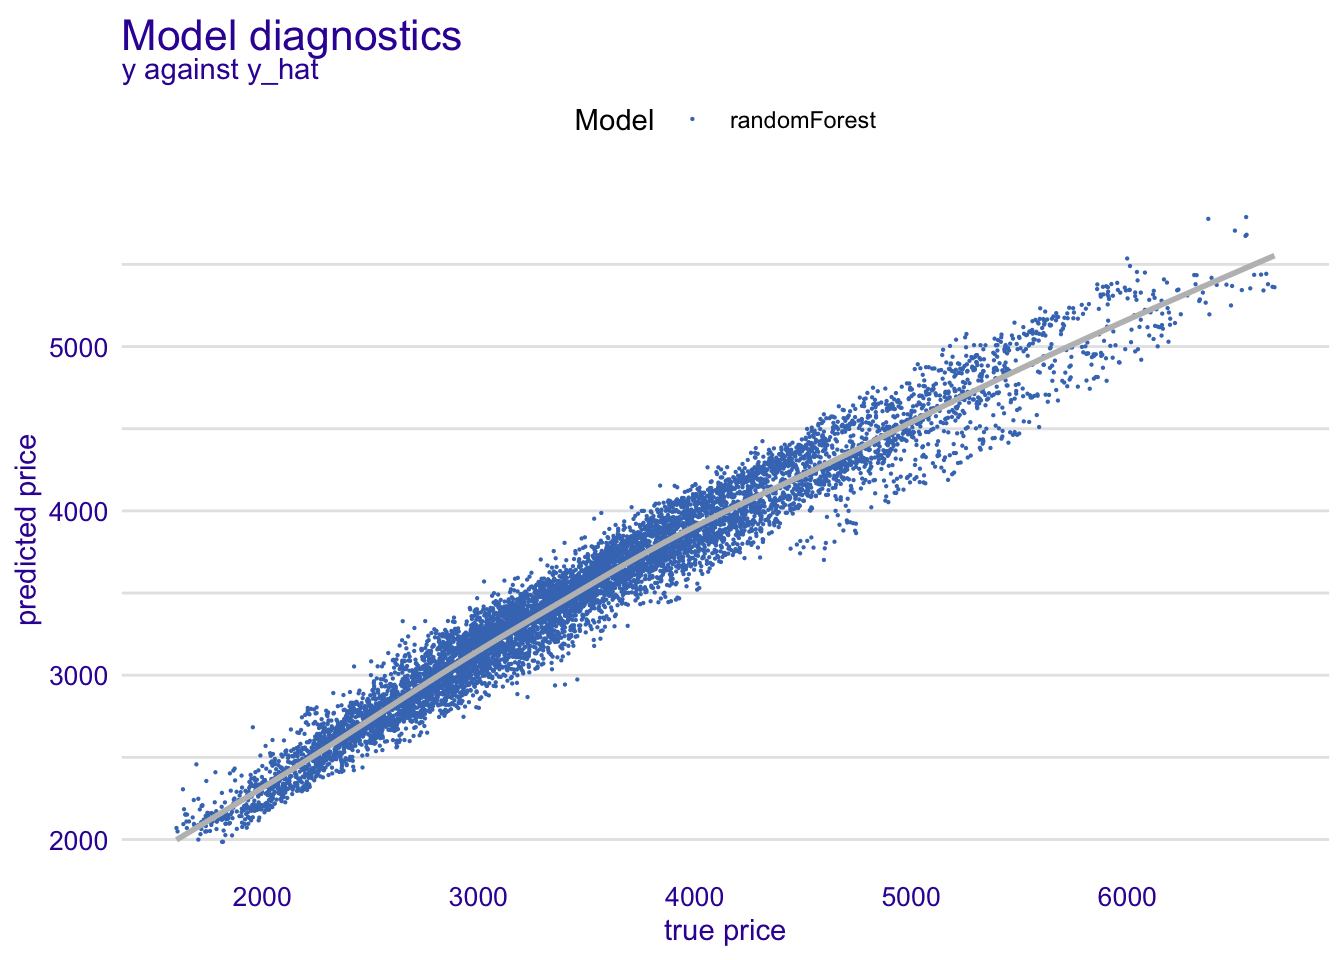 Model diagnostics
y against y_hat
Model randomForest
5000
4000
3000
2000
predicted price
2000 3000 4000 5000 6000
true price